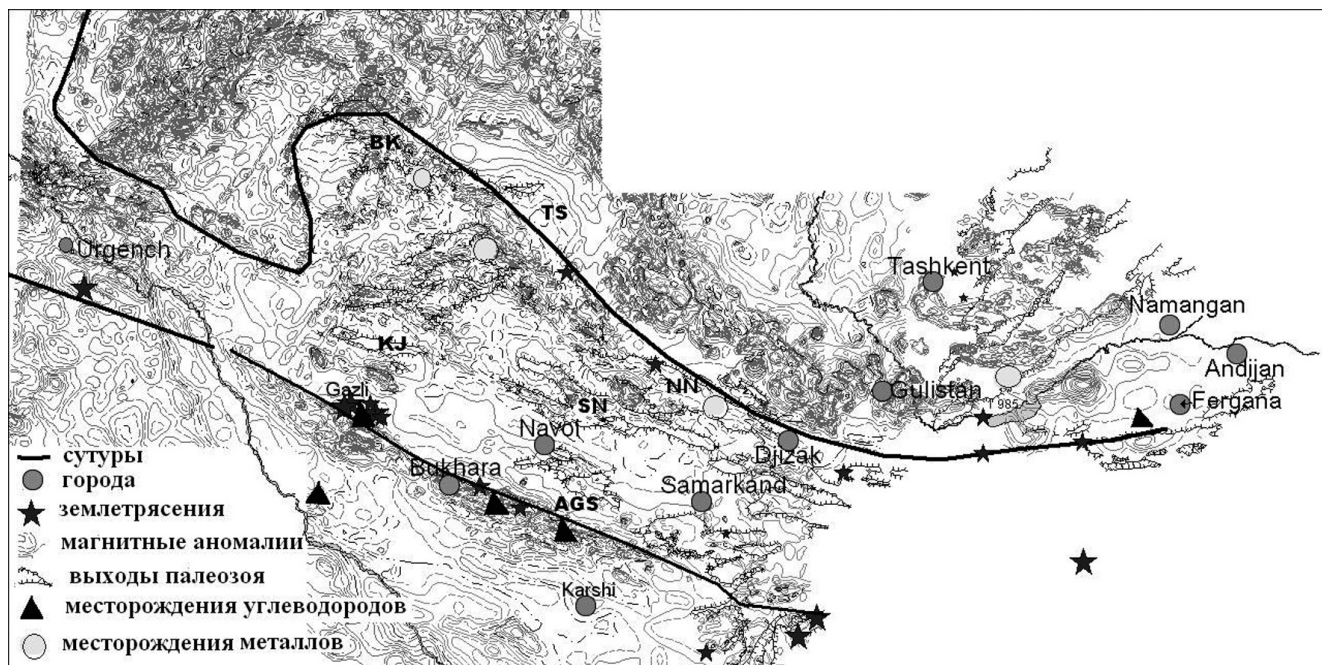 BK
TS
Urgench
Tashkent
Namangan
KJ
Andijan
NN
Gazli
Gulistan
985
Fergana
SN
Navoi
Djizak
Bukhara
Samarkand
AGS
Karshi
сутуры
города
землетрясения
магнитные аномалии
выходы палеозоя
месторождения углеводородов
месторождения металлов